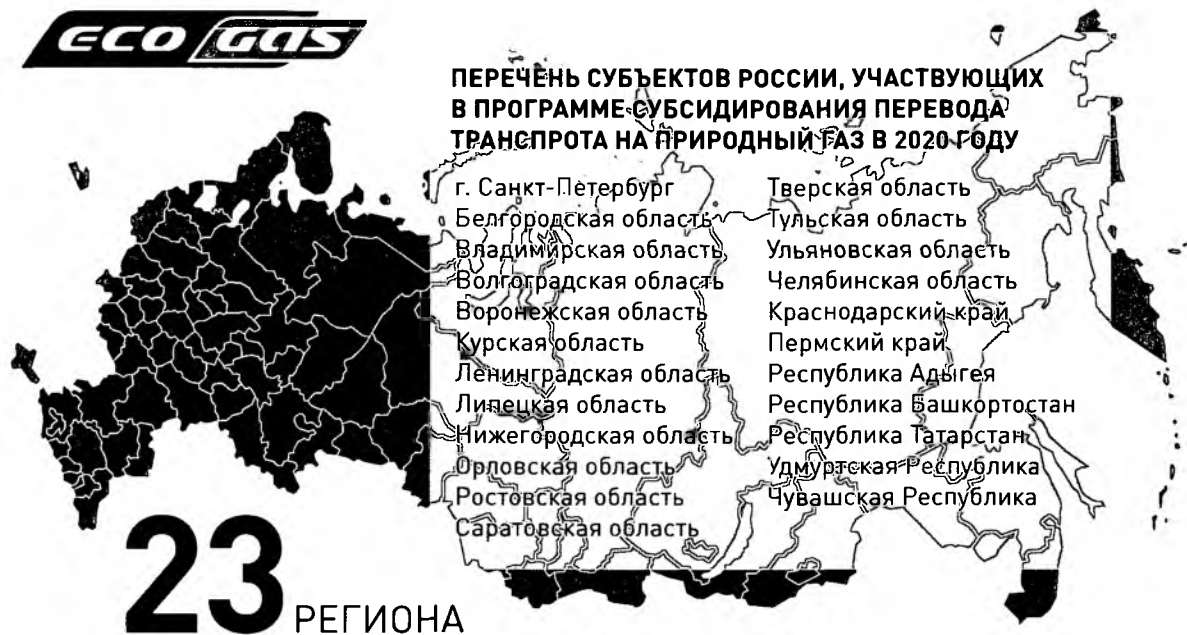 ECO GAS
ПЕРЕЧЕНЬ СУБЪЕКТОВ РОССИИ, УЧАСТВУЮЩИХ
В ПРОГРАММЕ СУБСИДИРОВАНИЯ ПЕРЕВОДА
ТРАНСПРОТА НА ПРИРОДНЫЙ ГАЗ В 2020 ГОДУ
г. Санкт-Петербург
Белгородская область
Владимирская область
Волгоградская область
Воронежская область
Курская область
Ленинградская область
Липецкая область
Нижегородская область
Орловская область
Ростовская область
Саратовская область
Тверская область
Тульская область
Ульяновская область
Челябинская область
Краснодарский край
Пермский край
Республика Адыгея
Республика Башкортостан
Республика Татарстан
Удмуртская Республика
Чувашская Республика
23 РЕГИОНА